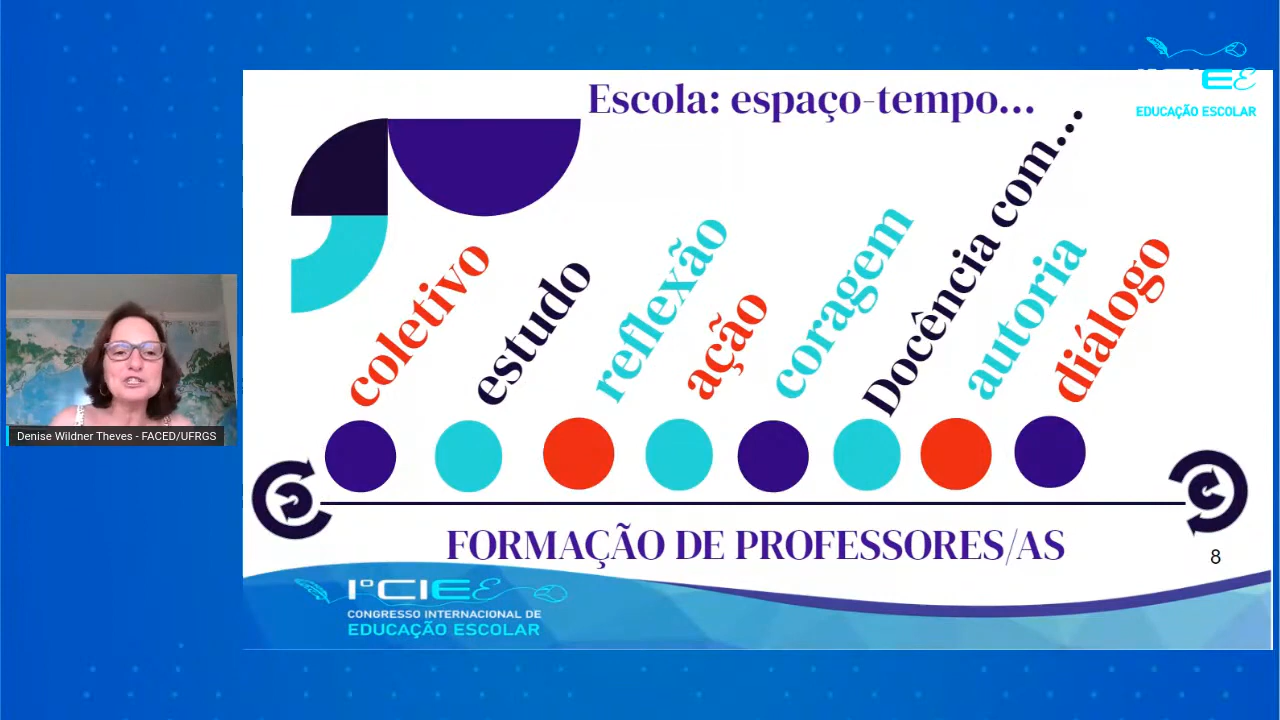 Escola: espaço-tempo...
EDUCAÇÃO ESCOLAR
coletivo
estudo
reflexão
ação
coragem
Docência com...
autoria
diálogo
Denise Wildner Theves - FACED/UFRGS
FORMAÇÃO DE PROFESSORES/AS
8
I°CIEE
CONGRESSO INTERNACIONAL DE
EDUCAÇÃO ESCOLAR